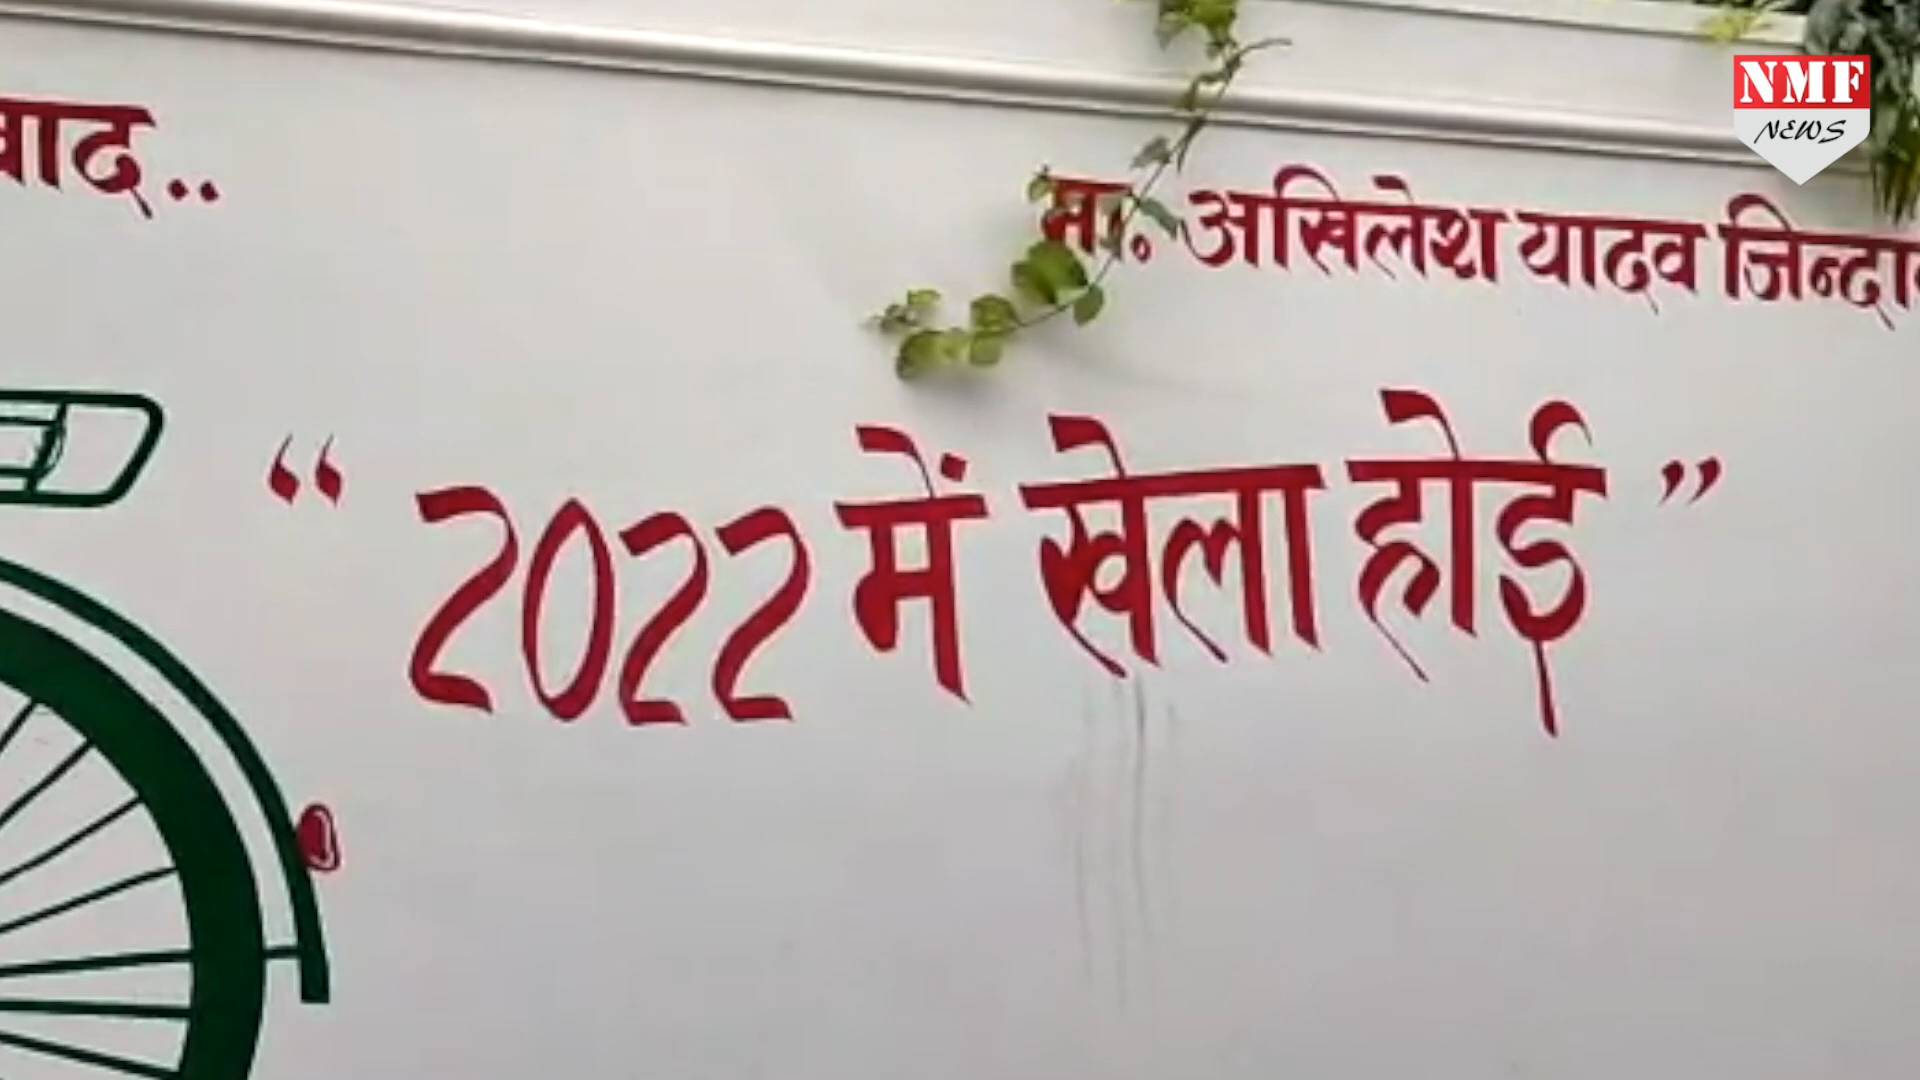 NMF
NEWS
वाद..
मा. अखिलेश यादव
“2022 में खेला होई”